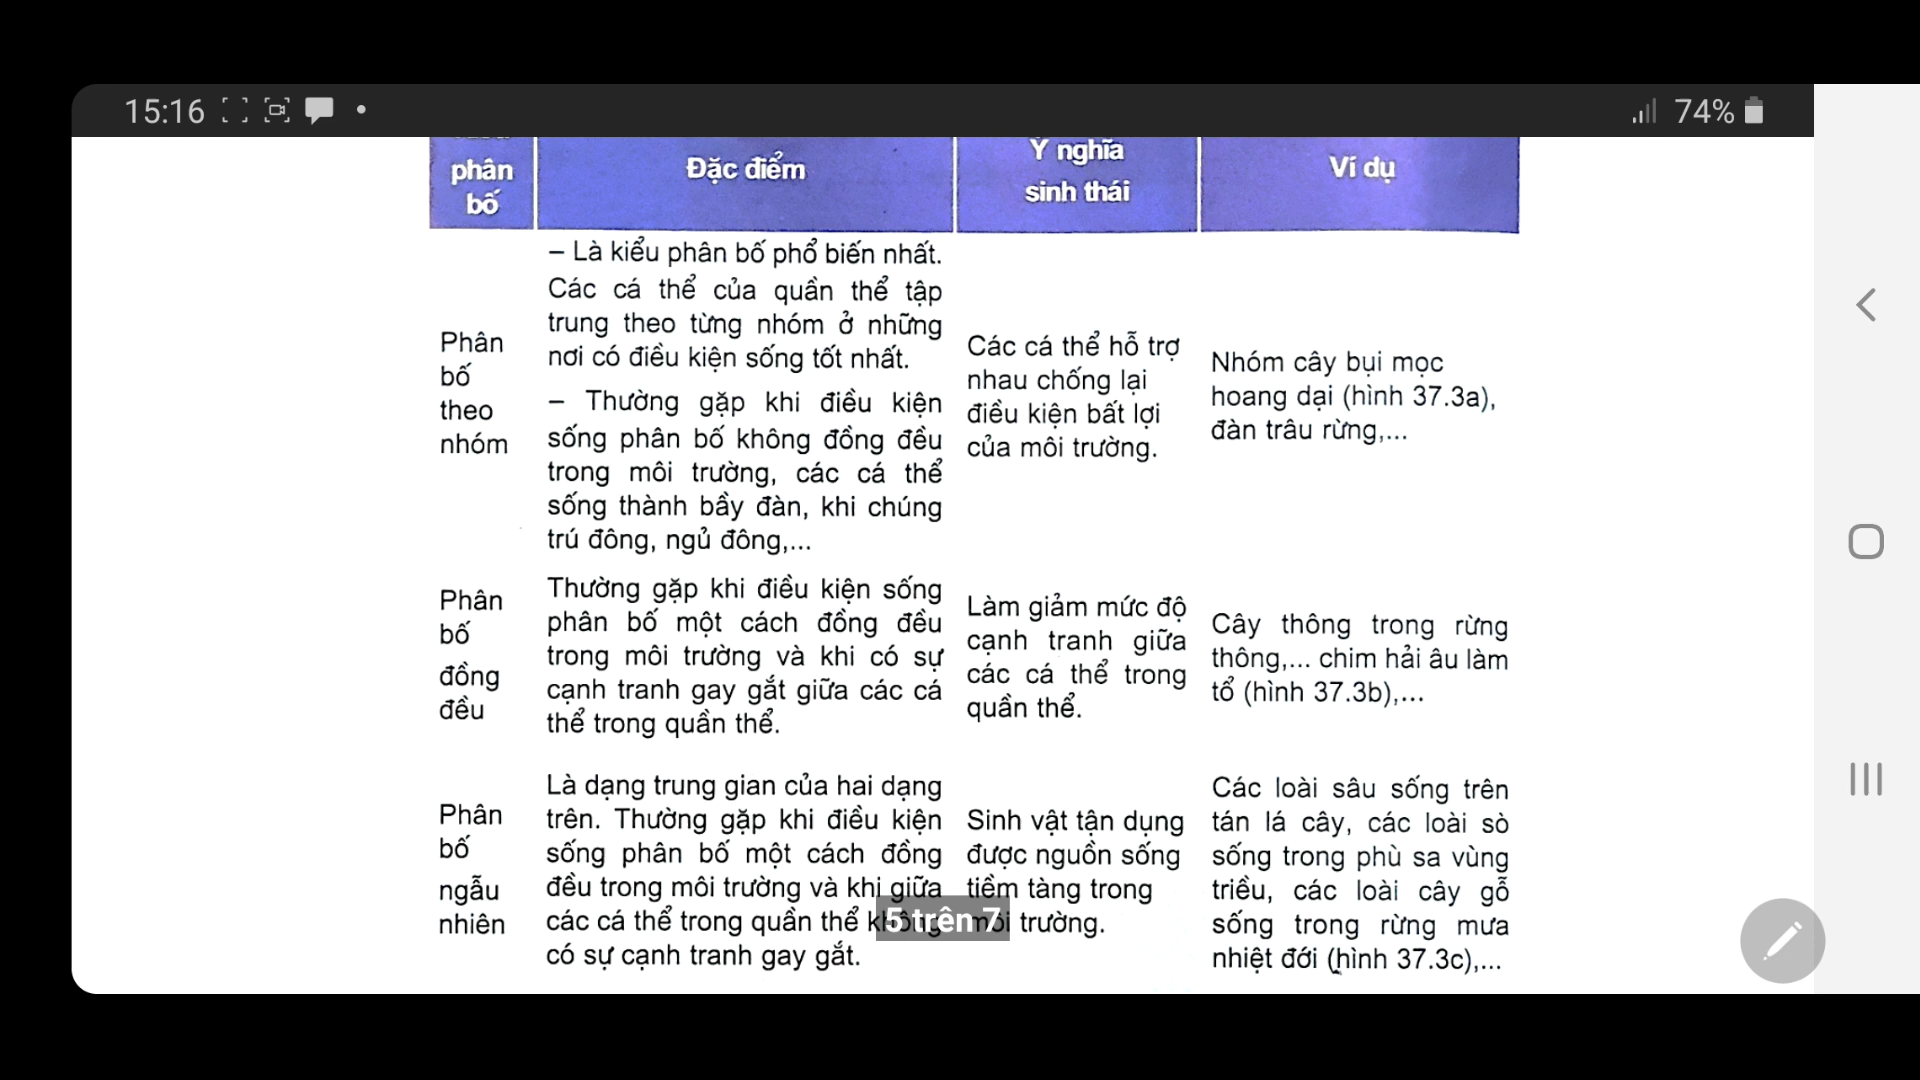 15:16
74%
phân
bố
Đặc điểm
Ý nghĩa
sinh thái
Ví dụ
Phân
bố
theo
nhóm
– Là kiểu phân bố phổ biến nhất.
Các cá thể của quần thể tập
trung theo từng nhóm ở những
nơi có điều kiện sống tốt nhất.
– Thường gặp khi điều kiện
sống phân bố không đồng đều
trong môi trường, các cá thể
sống thành bầy đàn, khi chúng
trú đông, ngủ đông,...
Các cá thể hỗ trợ
nhau chống lại
điều kiện bất lợi
của môi trường.
Nhóm cây bụi mọc
hoang dại (hình 37.3a),
đàn trâu rừng,...
Phân
bố
đồng
đều
Thường gặp khi điều kiện sống
phân bố một cách đồng đều
trong môi trường và khi có sự
cạnh tranh gay gắt giữa các cá
thể trong quần thể.
Làm giảm mức độ
cạnh tranh giữa
các cá thể trong
quần thể.
Cây thông trong rừng
thông,... chim hải âu làm
tổ (hình 37.3b),...
Phân
bố
ngẫu
nhiên
Là dạng trung gian của hai dạng
trên. Thường gặp khi điều kiện
sống phân bố một cách đồng
đều trong môi trường và khi giữa
các cá thể trong quần thể không
có sự cạnh tranh gay gắt.
Sinh vật tận dụng
được nguồn sống
tiềm tàng trong
môi trường.
Các loài sâu sống trên
tán lá cây, các loài sò
sống trong phù sa vùng
triều, các loài cây gỗ
sống trong rừng mưa
nhiệt đới (hình 37.3c),...
5 trên 7